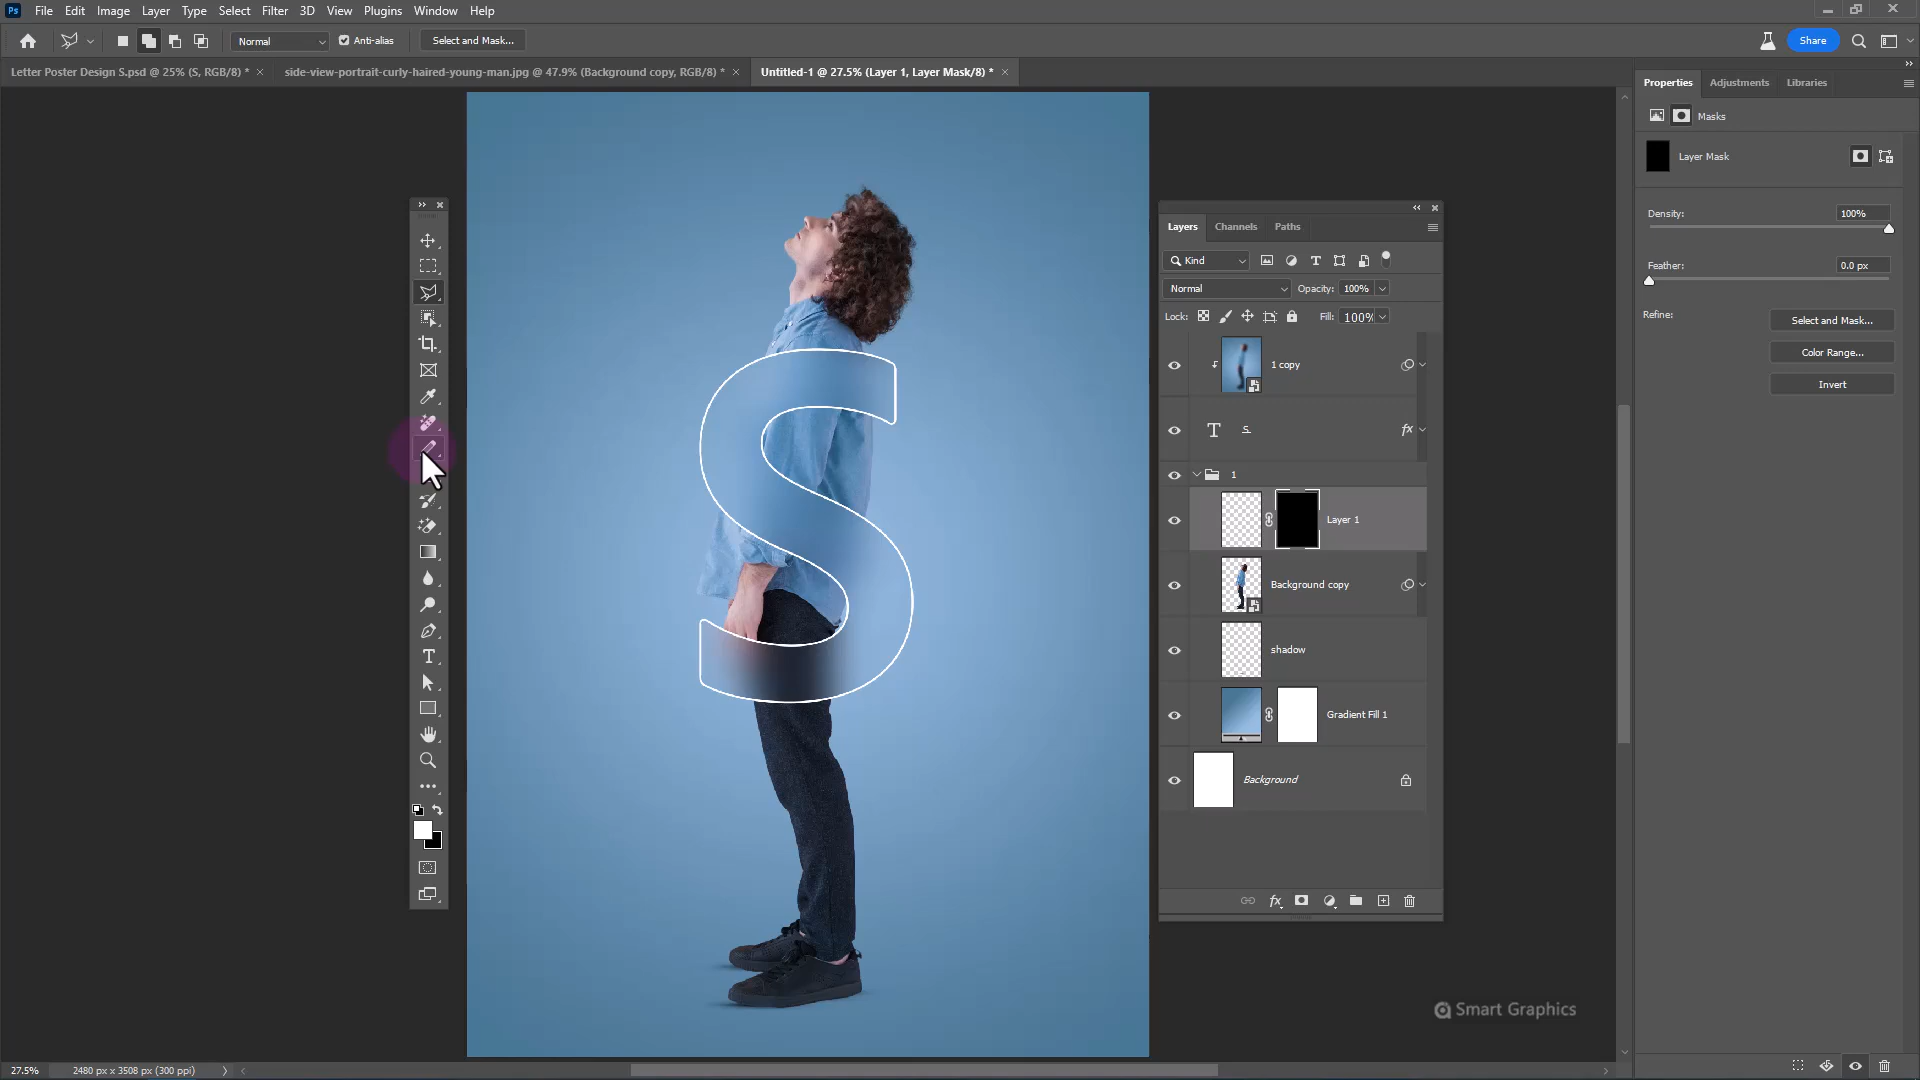 Ps File Edit Image Layer Type Select Filter 3D View Plugins Window Help
Normal Anti-alias Select and Mask... Share
Letter Poster Design S.psd @ 25% (S, RGB/8) * × side-view-portrait-curly-haired-young-man.jpg @ 47.9% (Background copy, RGB/8) * × Untitled-1 @ 27.5% (Layer 1, Layer Mask/8) * ×
Properties Adjustments Libraries
Masks
Layer Mask
Density: 100%
Feather: 0.0 px
Refine: Select and Mask...
Color Range...
Invert
Layers Channels Paths
Kind
Normal Opacity: 100%
Lock: Fill: 100%
1 copy
T S fx
1
Layer 1
Background copy
shadow
Gradient Fill 1
Background
fx
S
Smart Graphics
27.5% 2480 px x 3508 px (300 ppi)